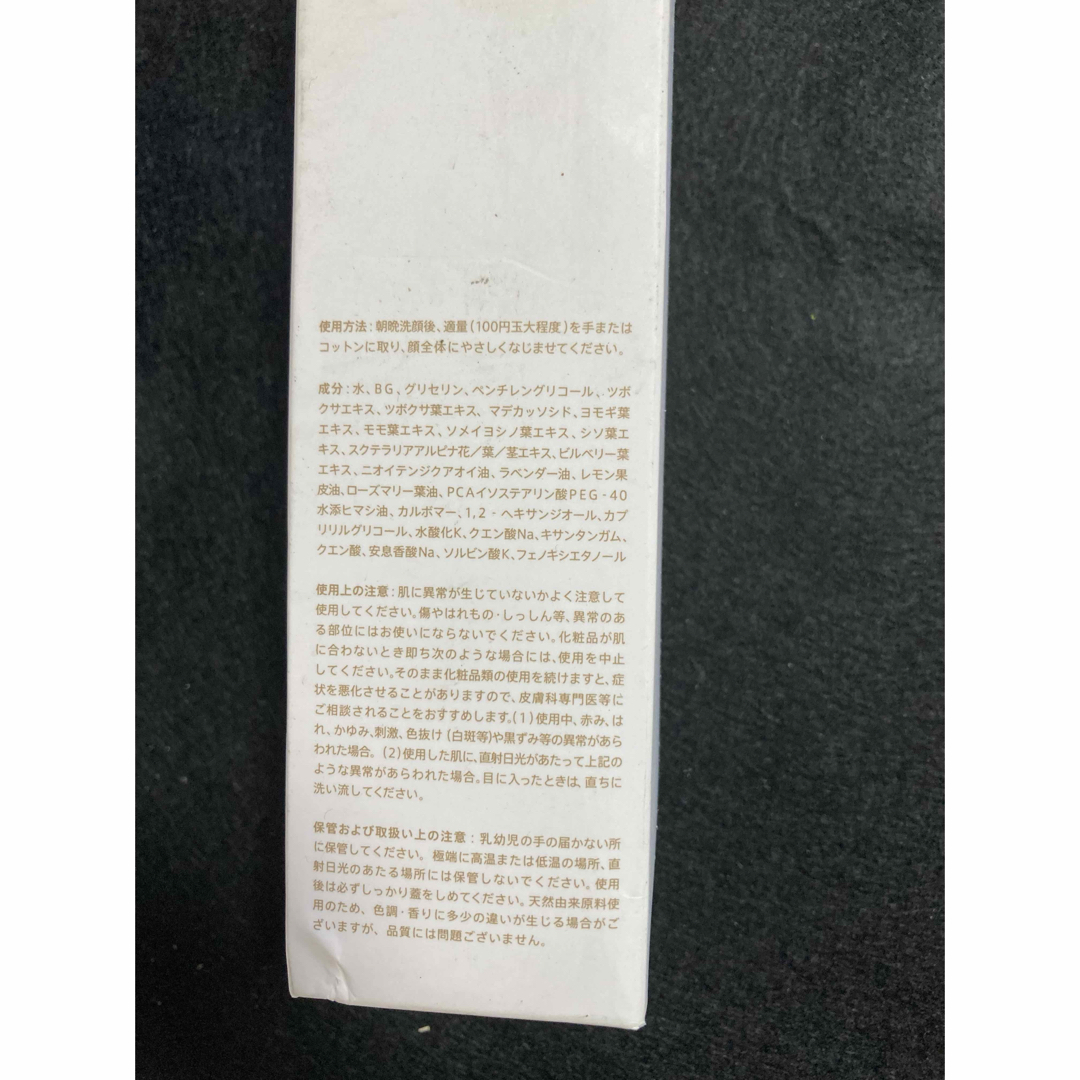 使用方法：朝晩洗顔後、適量(100円玉大程度)を手または
コットンに取り、顔全体にやさしくなじませてください。
成分：水、BG、グリセリン、ペンチレングリコール、ツボ
クサエキス、ツボクサ葉エキス、マデカッソシド、ヨモギ葉
エキス、モモ葉エキス、ソメイヨシノ葉エキス、シソ葉エ
キス、スクテラリアアルピナ花／葉／茎エキス、ビルベリー葉
エキス、ニオイテンジクアオイ油、ラベンダー油、レモン果
皮油、ローズマリー葉油、PCAイソステアリン酸PEG-40
水添ヒマシ油、カルボマー、1,2-ヘキサンジオール、カプ
リリルグリコール、水酸化K、クエン酸Na、キサンタンガム、
クエン酸、安息香酸Na、ソルビン酸K、フェノキシエタノール
使用上の注意：肌に異常が生じていないかよく注意して
使用してください。傷やはれもの・しっしん等、異常のあ
る部位にはお使いにならないでください。化粧品が肌
に合わないとき即ち次のような場合には、使用を中止
してください。そのまま化粧品類の使用を続けますと、症
状を悪化させることがありますので、皮膚科専門医等に
ご相談されることをおすすめします。(1)使用中、赤み、は
れ、かゆみ、刺激、色抜け(白斑等)や黒ずみ等の異常があら
われた場合。(2)使用した肌に、直射日光があたって上記の
ような異常があらわれた場合。目に入ったときは、直ちに
洗い流してください。
保管および取扱い上の注意：乳幼児の手の届かない所
に保管してください。極端に高温または低温の場所、直
射日光のあたる場所には保管しないでください。使用
後は必ずしっかり蓋をしめてください。天然由来原料使
用のため、色調・香りに多少の違いが生じる場合がご
ざいますが、品質には問題ございません。